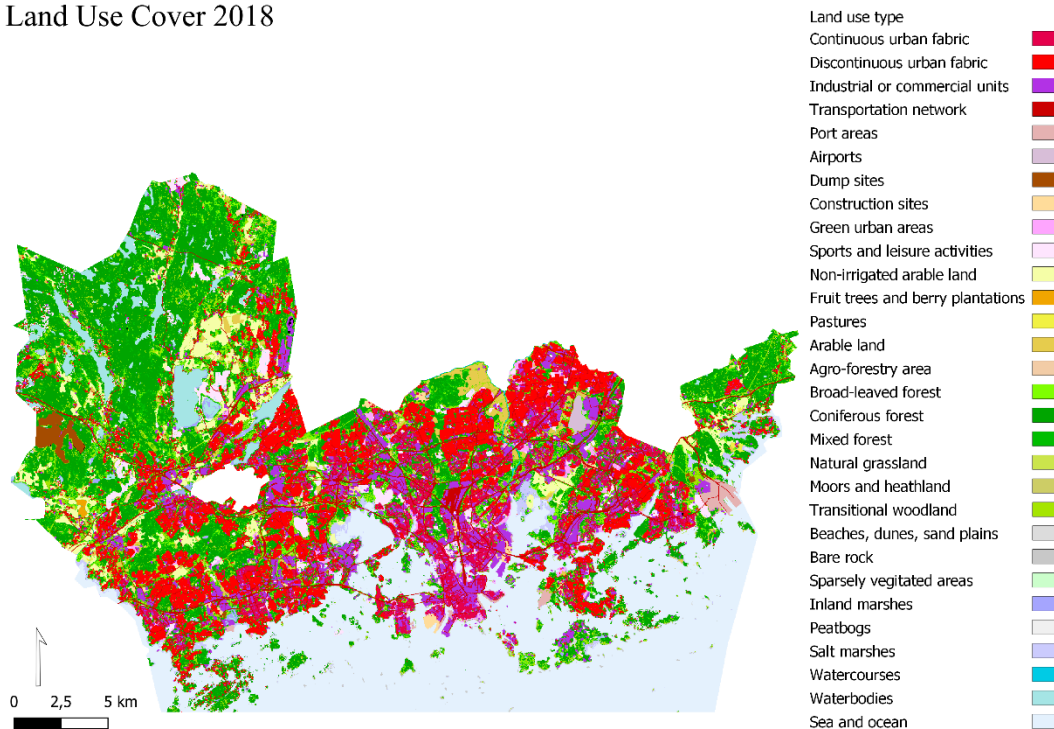 Land Use Cover 2018
Land use type
Continuous urban fabric
Discontinuous urban fabric
Industrial or commercial units
Transportation network
Port areas
Airports
Dump sites
Construction sites
Green urban areas
Sports and leisure activities
Non-irrigated arable land
Fruit trees and berry plantations
Pastures
Arable land
Agro-forestry area
Broad-leaved forest
Coniferous forest
Mixed forest
Natural grassland
Moors and heathland
Transitional woodland
Beaches, dunes, sand plains
Bare rock
Sparsely vegitated areas
Inland marshes
Peatbogs
Salt marshes
Watercourses
Waterbodies
Sea and ocean
0 2,5 5 km